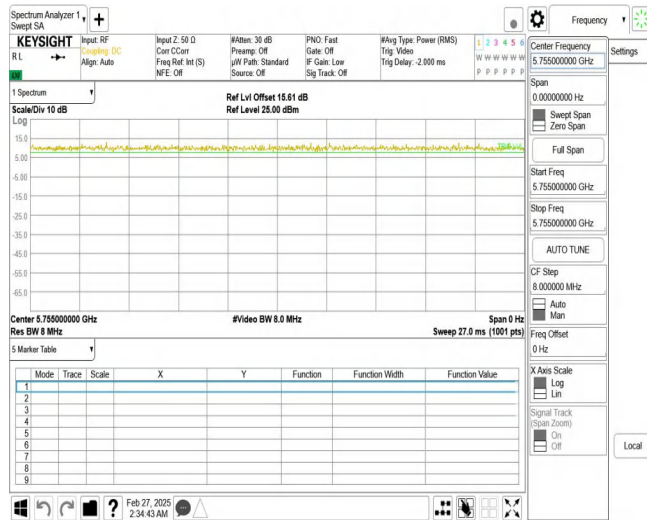 Spectrum Analyzer 1
Swept SA
+
Frequency
KEYSIGHT
RL
Input: RF
Coupling: DC
Align: Auto
Input Z: 50 Ω
Corr CCorr
Freq Ref: Int (S)
NFE: Off
#Atten: 30 dB
Preamp: Off
µW Path: Standard
Source: Off
PNO: Fast
Gate: Off
IF Gain: Low
Sig Track: Off
#Avg Type: Power (RMS)
Trig: Video
Trig Delay: -2.000 ms
1 2 3 4 5 6
W W W W W W
P P P P P P
1 Spectrum
Scale/Div 10 dB
Ref Lvl Offset 15.61 dB
Ref Level 25.00 dBm
Log
15.0
5.00
-5.00
-15.0
-25.0
-35.0
-45.0
-55.0
-65.0
Center 5.755000000 GHz
Res BW 8 MHz
#Video BW 8.0 MHz
Span 0 Hz
Sweep 27.0 ms (1001 pts)
5 Marker Table
Mode Trace Scale X Y Function Function Width Function Value
1
2
3
4
5
6
7
8
9
Feb 27, 2025
2:34:43 AM
Center Frequency
5.755000000 GHz
Settings
Span
0.00000000 Hz
Swept Span
Zero Span
Full Span
Start Freq
5.755000000 GHz
Stop Freq
5.755000000 GHz
AUTO TUNE
CF Step
8.000000 MHz
Auto
Man
Freq Offset
0 Hz
X Axis Scale
Log
Lin
Signal Track
(Span Zoom)
On
Off
Local